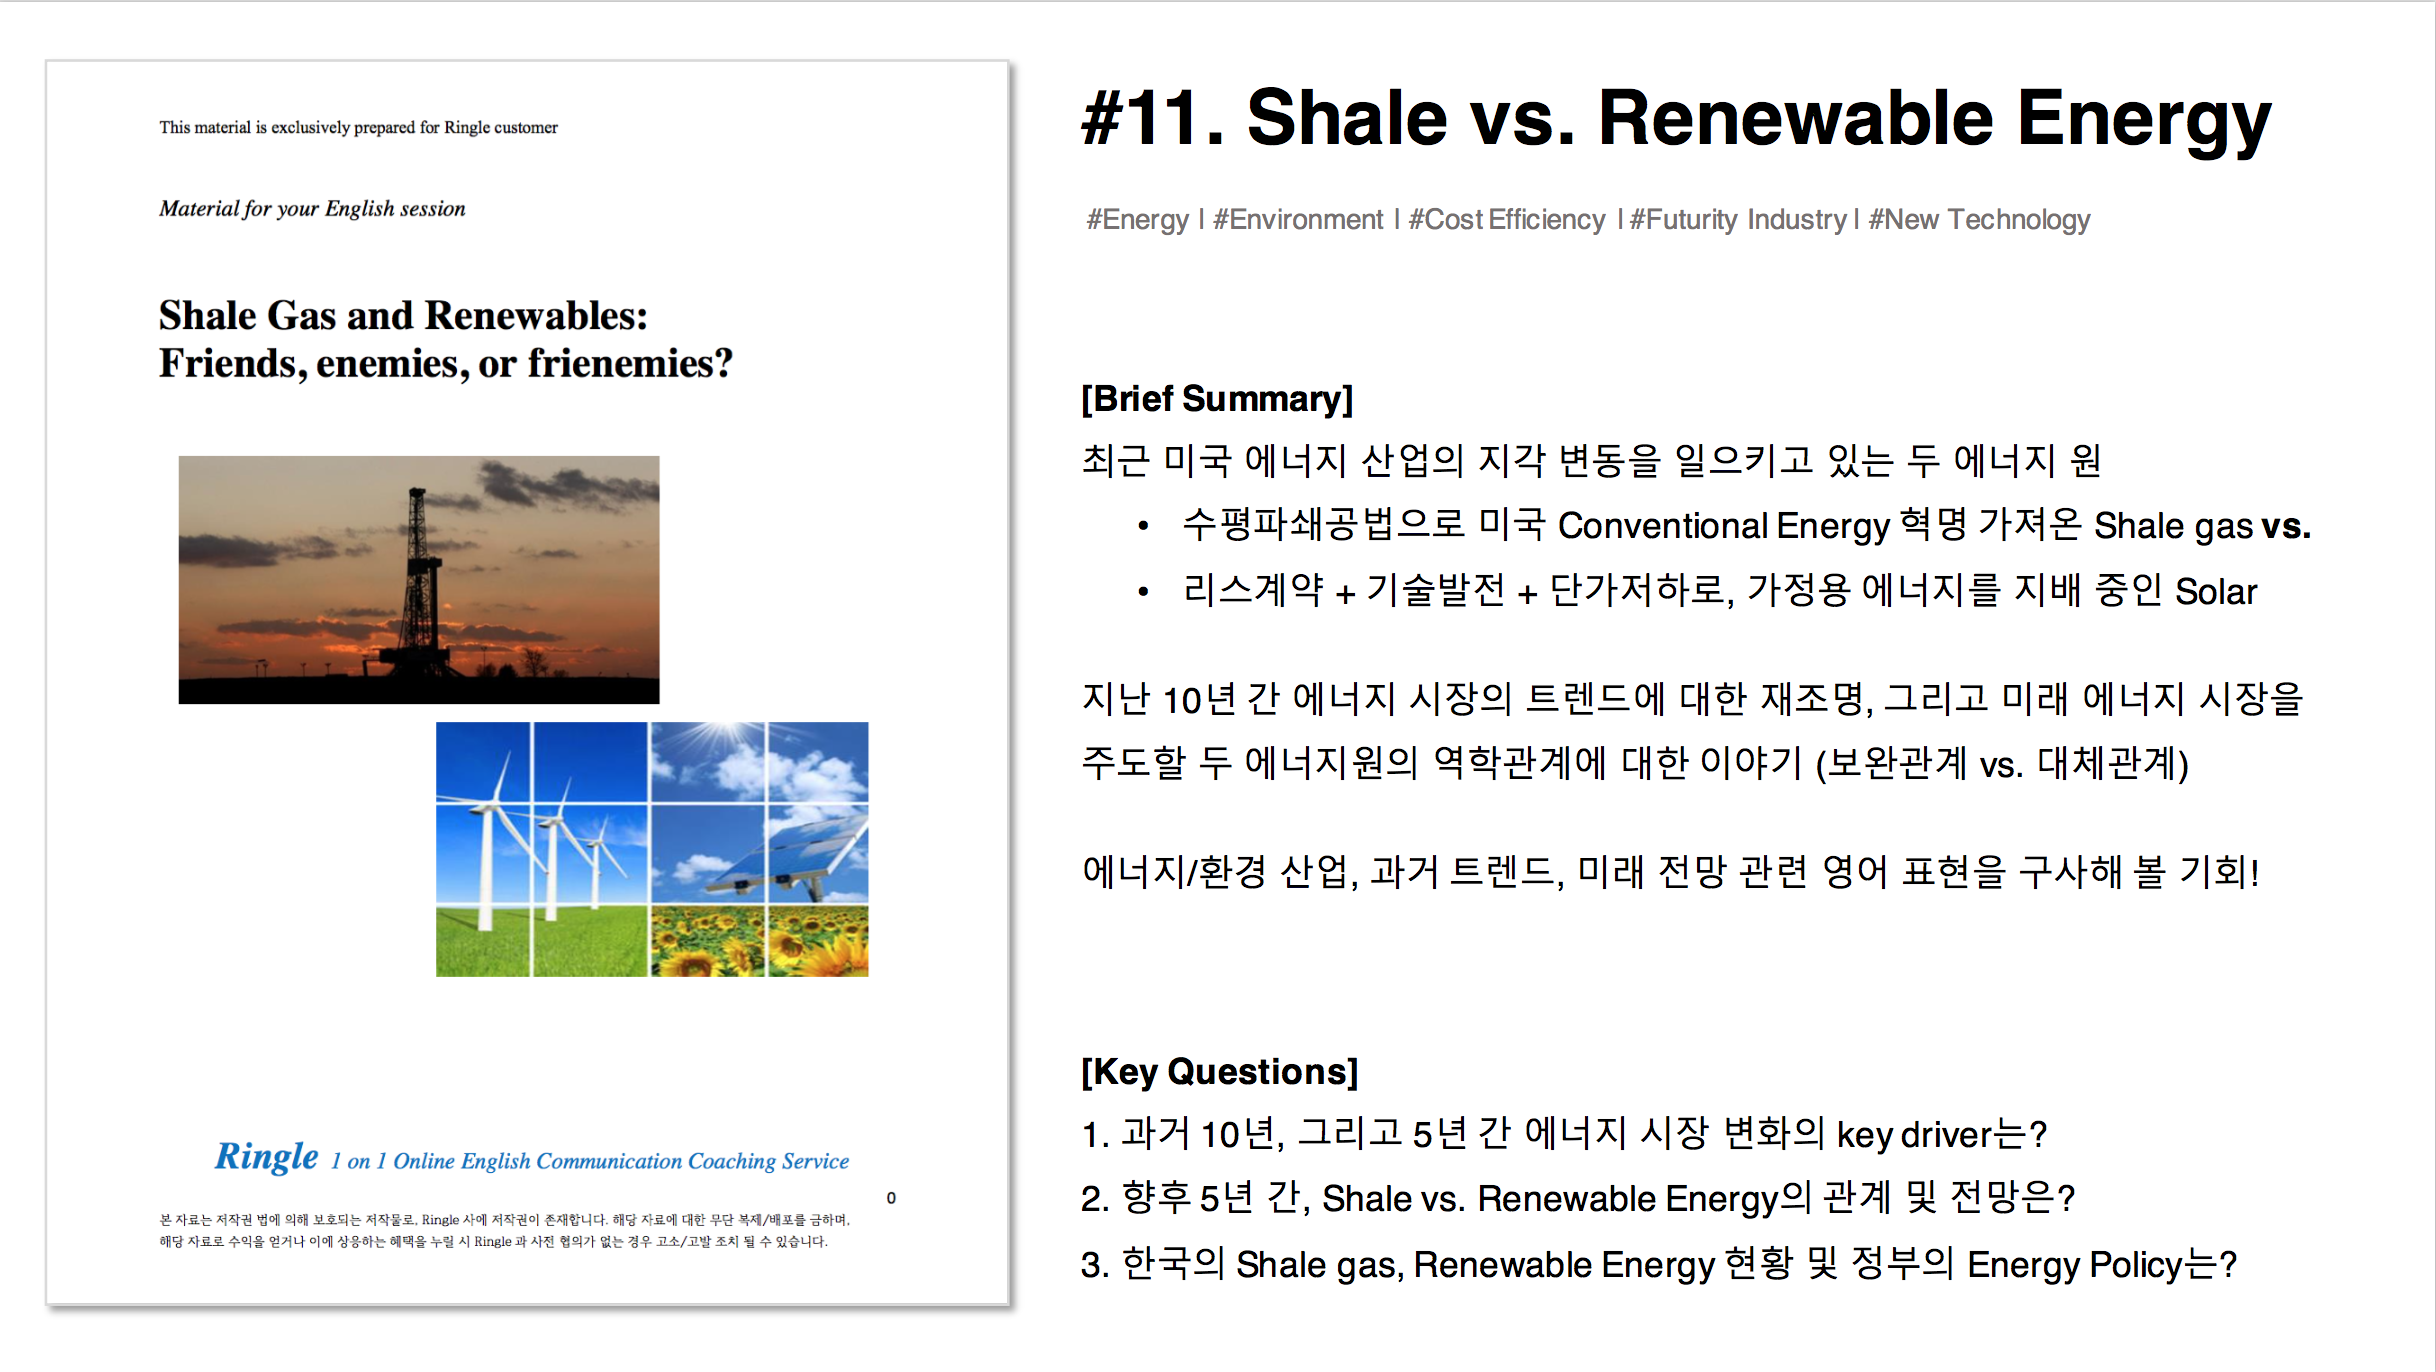 This material is exclusively prepared for Ringle customer
Material for your English session
Shale Gas and Renewables:
Friends, enemies, or frienemies?
Ringle 1 on 1 Online English Communication Coaching Service
0
본 자료는 저작권 법에 의해 보호되는 저작물로, Ringle 사에 저작권이 존재합니다. 해당 자료에 대한 무단 복제/배포를 금하며,
해당 자료로 수익을 얻거나 이에 상응하는 혜택을 누릴 시 Ringle 과 사전 협의가 없는 경우 고소/고발 조치 될 수 있습니다.
#11. Shale vs. Renewable Energy
#Energy | #Environment | #Cost Efficiency | #Futurity Industry | #New Technology
[Brief Summary]
최근 미국 에너지 산업의 지각 변동을 일으키고 있는 두 에너지 원
• 수평파쇄공법으로 미국 Conventional Energy 혁명 가져온 Shale gas vs.
• 리스계약 + 기술발전 + 단가저하로, 가정용 에너지를 지배 중인 Solar
지난 10년 간 에너지 시장의 트렌드에 대한 재조명, 그리고 미래 에너지 시장을
주도할 두 에너지원의 역학관계에 대한 이야기 (보완관계 vs. 대체관계)
에너지/환경 산업, 과거 트렌드, 미래 전망 관련 영어 표현을 구사해 볼 기회!
[Key Questions]
1. 과거 10년, 그리고 5년 간 에너지 시장 변화의 key driver는?
2. 향후 5년 간, Shale vs. Renewable Energy의 관계 및 전망은?
3. 한국의 Shale gas, Renewable Energy 현황 및 정부의 Energy Policy는?